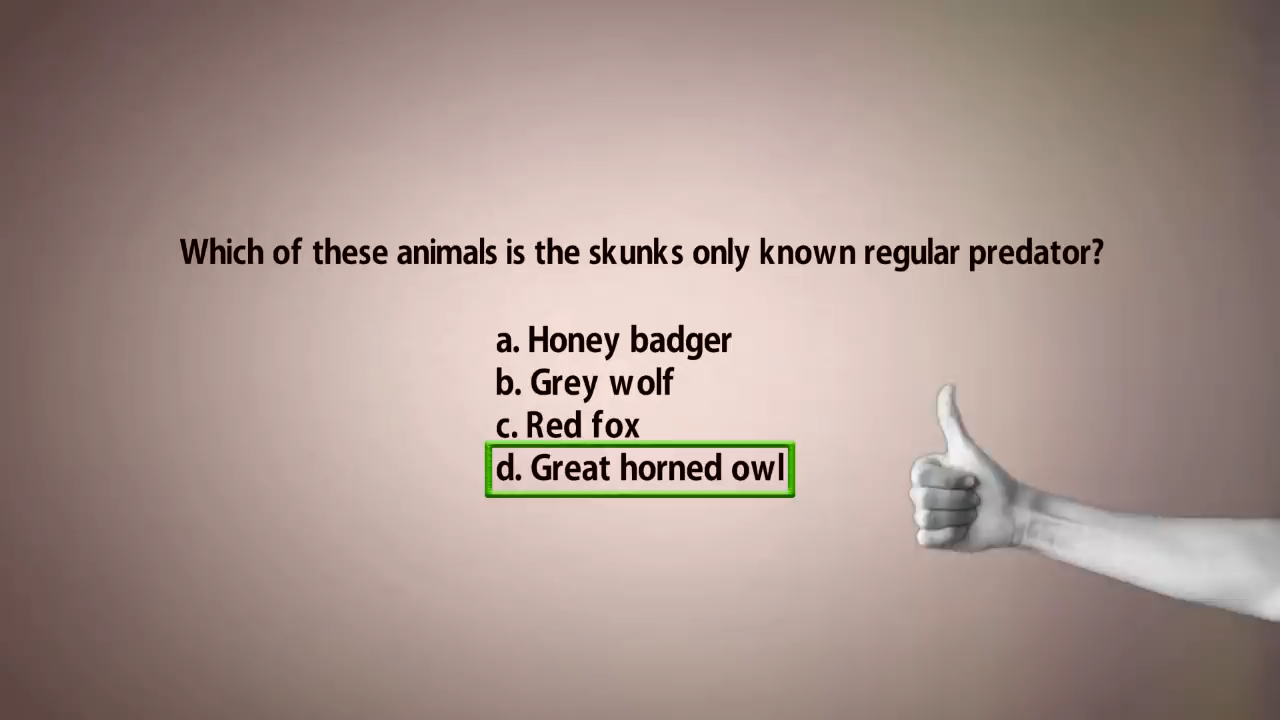 Which of these animals is the skunks only known regular predator?
a. Honey badger
b. Grey wolf
c. Red fox
d. Great horned owl